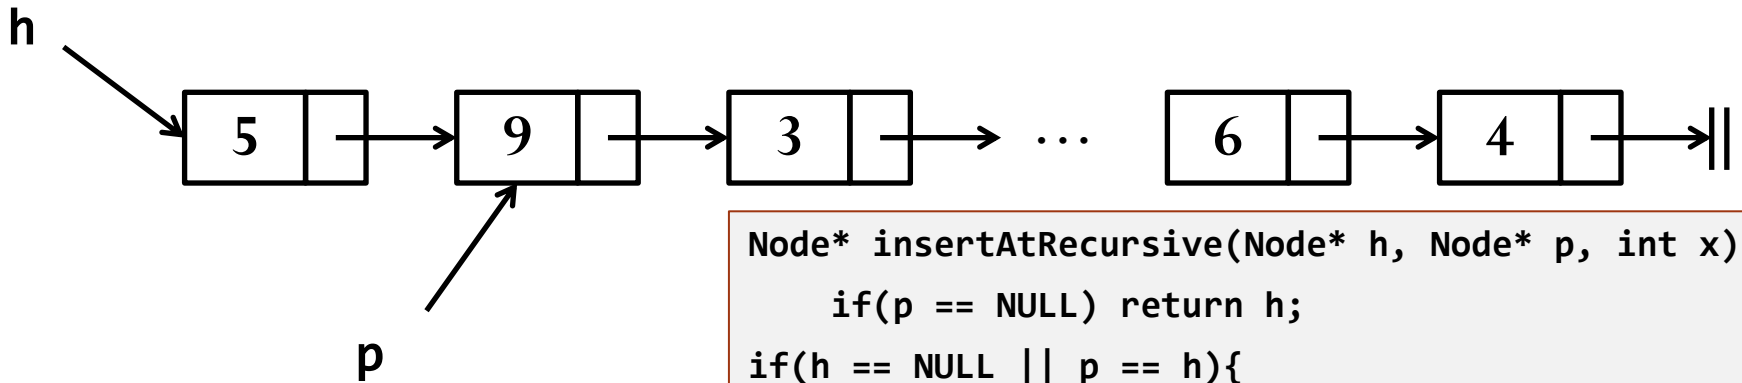 h
5 9 3 ... 6 4
p
Node* insertAtRecursive(Node* h, Node* p, int x)
if(p == NULL) return h;
if(h == NULL || p == h){